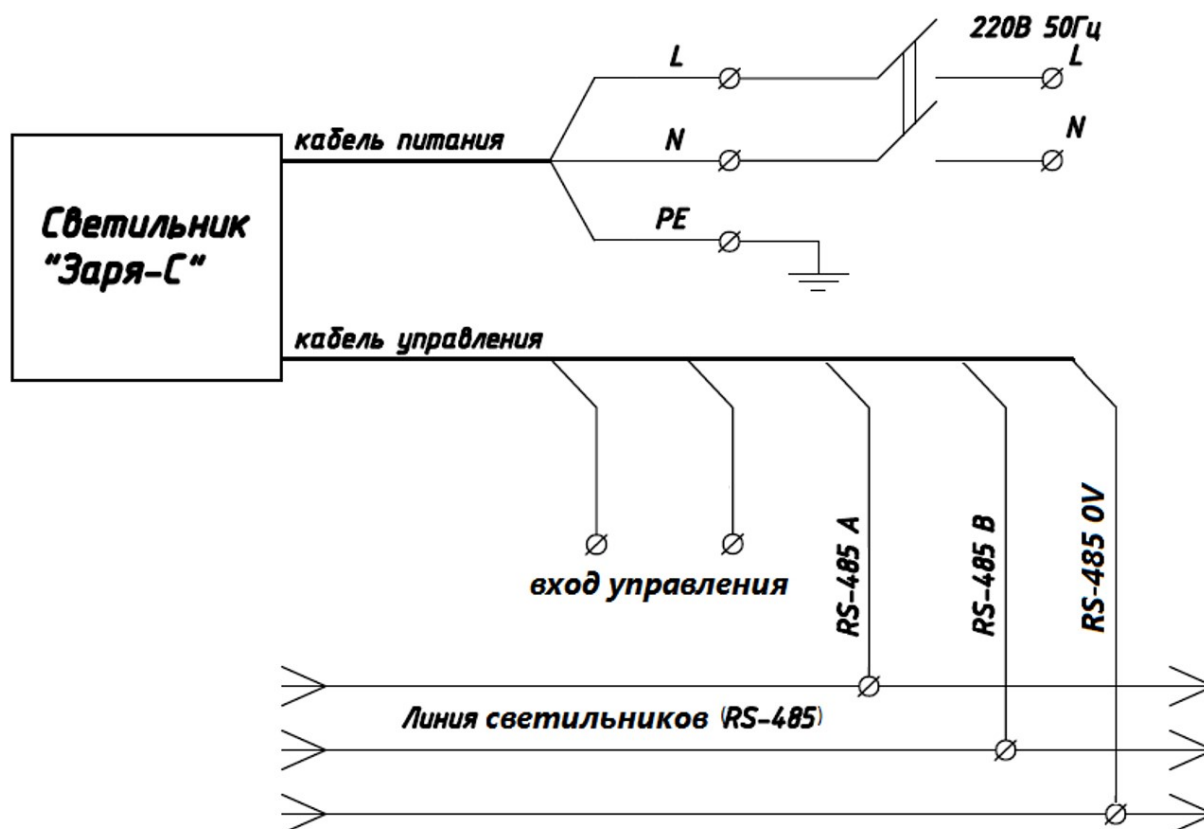 220В 50Гц
L
L
N
N
кабель питания
PE
Светильник
"Заря-С"
кабель управления
вход управления
RS-485 A
RS-485 B
RS-485 0V
Линия светильников (RS-485)